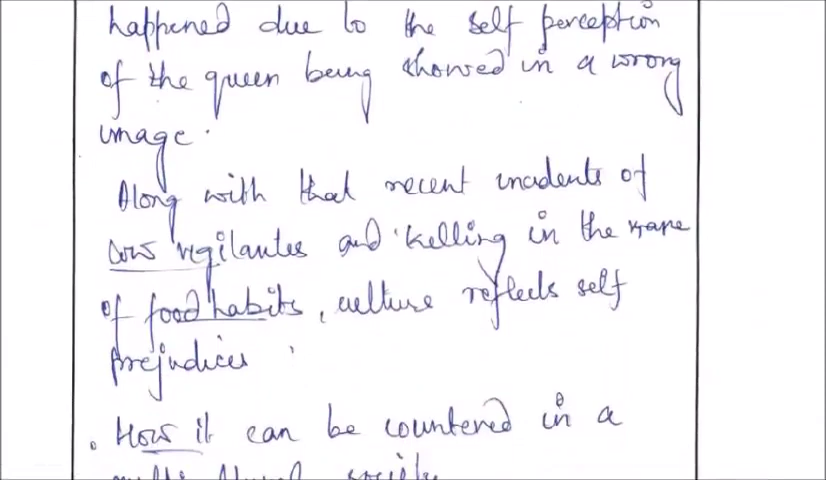 happened due to the self perception
of the queen being showed in a wrong
image.
Along with that recent incidents of
cow vigilantes and killing in the name
of food habits, culture reflects self
prejudices
. How it can be countered in a
society